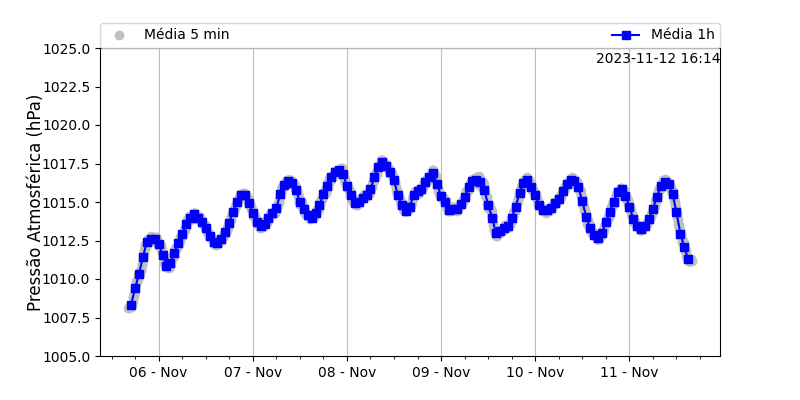 Média 5 min
Média 1h
2023-11-12 16:14
Pressão Atmosférica (hPa)
1025.0
1022.5
1020.0
1017.5
1015.0
1012.5
1010.0
1007.5
1005.0
06 - Nov
07 - Nov
08 - Nov
09 - Nov
10 - Nov
11 - Nov